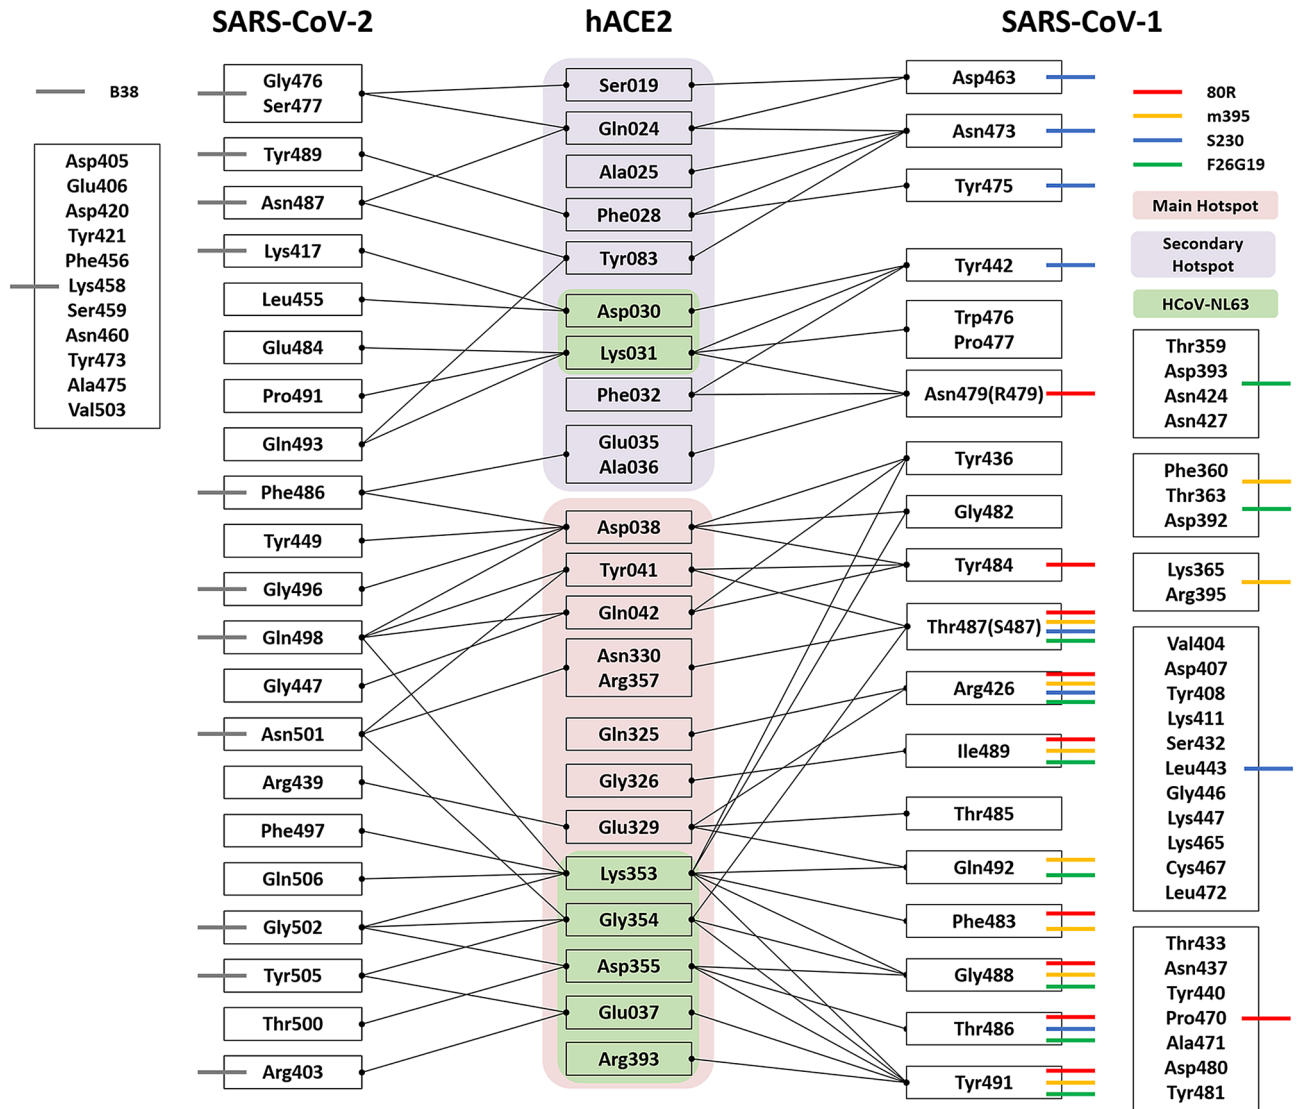 SARS-CoV-2
hACE2
SARS-CoV-1
B38
Asp405
Glu406
Asp420
Tyr421
Phe456
Lys458
Ser459
Asn460
Tyr473
Ala475
Val503
Gly476
Ser477
Tyr489
Asn487
Lys417
Leu455
Glu484
Pro491
Gln493
Phe486
Tyr449
Gly496
Gln498
Gly447
Asn501
Arg439
Phe497
Gln506
Gly502
Tyr505
Thr500
Arg403
Ser019
Gln024
Ala025
Phe028
Tyr083
Asp030
Lys031
Phe032
Glu035
Ala036
Asp038
Tyr041
Gln042
Asn330
Arg357
Gln325
Gly326
Glu329
Lys353
Gly354
Asp355
Glu037
Arg393
Asp463
Asn473
Tyr475
Tyr442
Trp476
Pro477
Asn479(R479)
Tyr436
Gly482
Tyr484
Thr487(S487)
Arg426
Ile489
Thr485
Gln492
Phe483
Gly488
Thr486
Tyr491
80R
m395
S230
F26G19
Main Hotspot
Secondary
Hotspot
HCoV-NL63
Thr359
Asp393
Asn424
Asn427
Phe360
Thr363
Asp392
Lys365
Arg395
Val404
Asp407
Tyr408
Lys411
Ser432
Leu443
Gly446
Lys447
Lys465
Cys467
Leu472
Thr433
Asn437
Tyr440
Pro470
Ala471
Asp480
Tyr481